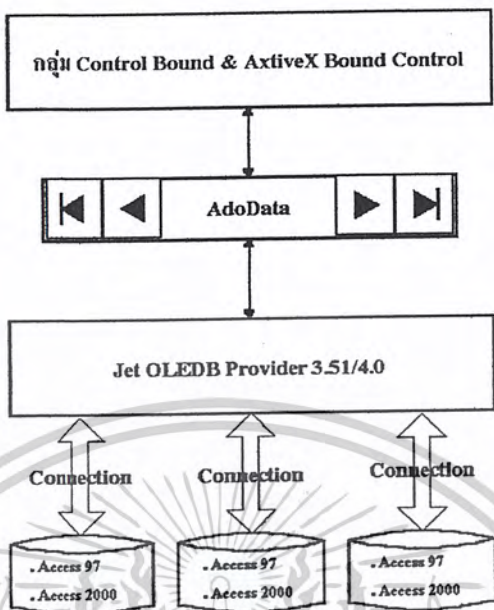 กลุ่ม Control Bound & AxtiveX Bound Control
AdoData
Jet OLEDB Provider 3.51/4.0
Connection Connection Connection
. Access 97 . Access 97 . Access 97
. Access 2000 . Access 2000 . Access 2000